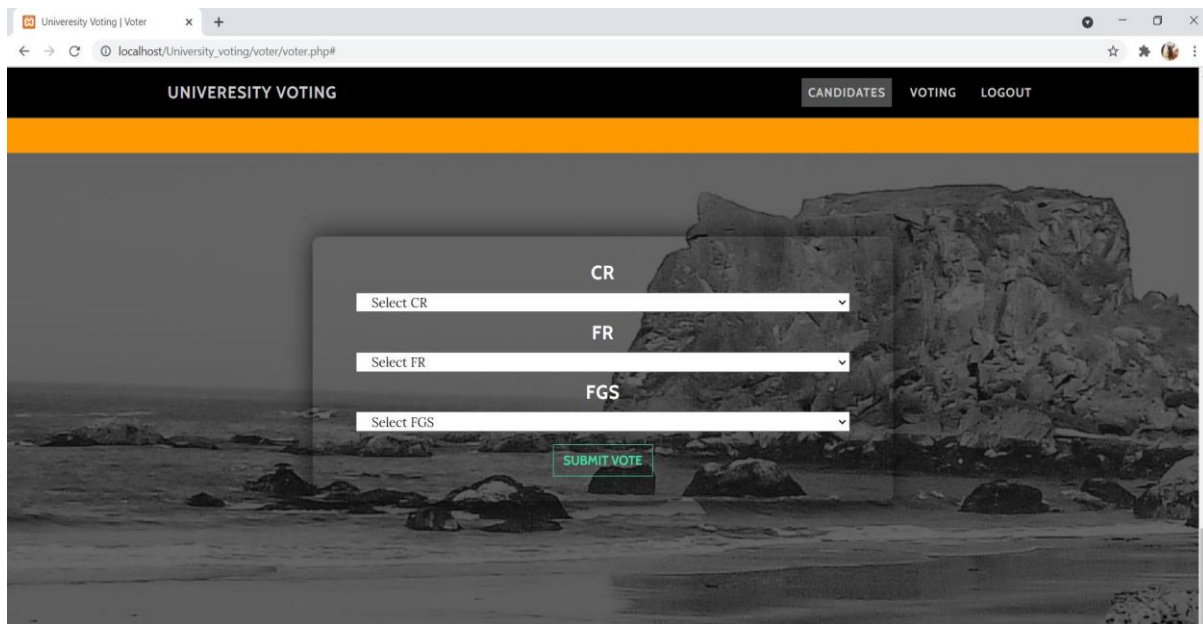 Univeresity Voting | Voter
localhost/University_voting/voter/voter.php#
UNIVERESITY VOTING
CANDIDATES VOTING LOGOUT
CR
Select CR
FR
Select FR
FGS
Select FGS
SUBMIT VOTE